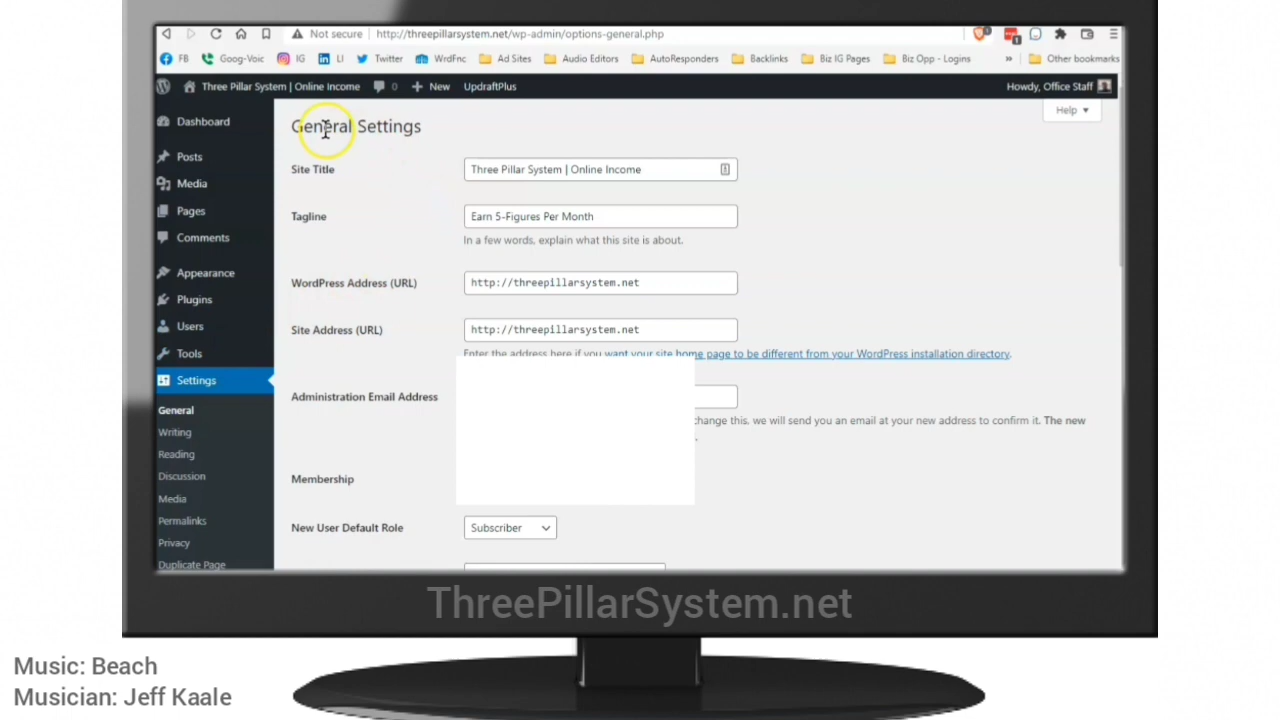 Not secure http://threepillarsystem.net/wp-admin/options-general.php
FB Goog-Voic IG LI Twitter WrdFnc Ad Sites Audio Editors AutoResponders Backlinks Biz IG Pages Biz Opp - Logins » Other bookmarks
Three Pillar System | Online Income 0 + New UpdraftPlus Howdy, Office Staff
Help
Dashboard
Posts
Media
Pages
Comments
Appearance
Plugins
Users
Tools
Settings
General
Writing
Reading
Discussion
Media
Permalinks
Privacy
Duplicate Page
General Settings
Site Title Three Pillar System | Online Income
Tagline Earn 5-Figures Per Month
In a few words, explain what this site is about.
WordPress Address (URL) http://threepillarsystem.net
Site Address (URL) http://threepillarsystem.net
Enter the address here if you want your site home page to be different from your WordPress installation directory.
Administration Email Address
change this, we will send you an email at your new address to confirm it. The new
Membership
New User Default Role Subscriber
ThreePillarSystem.net
Music: Beach
Musician: Jeff Kaale